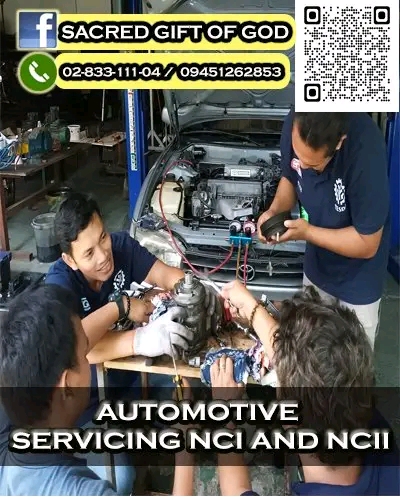 SACRED GIFT OF GOD
02-833-111-04 / 09451262853
AUTOMOTIVE
SERVICING NCI AND NCII